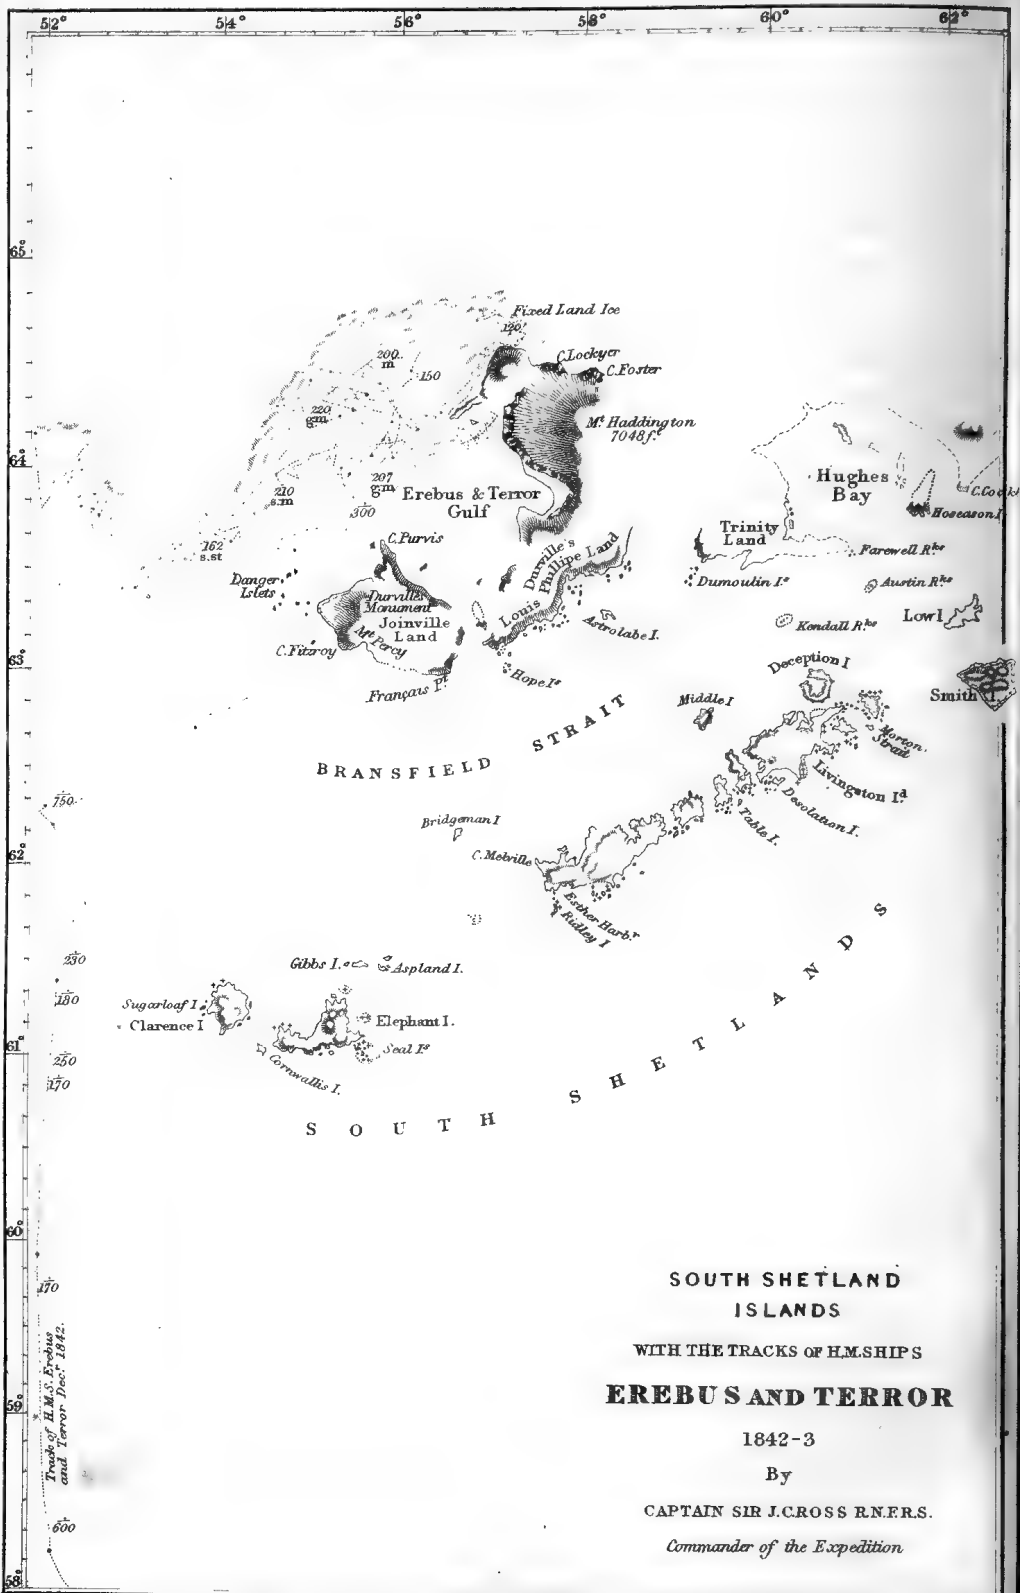 52°
54°
56°
58°
60°
62°
65°
Fixed Land Ice
120
C. Lockyer
C. Foster
200
m
150
220
g.m
Mt. Haddington
7048 ft.
64°
210
s.m
207
g.m
300
Erebus & Terror
Gulf
Hughes
Bay
Hoseason I.
162
s.st
C. Purvis
Durville's
Louis Phillipe Land
Trinity
Land
Farewell Rks
Danger
Islets
Durville's
Monument
Joinville
Land
Mt. Percy
C. Fitzroy
Dumoulin Is
Austin Rks
Astrolabe I.
Kendall Rks
Low I
63°
Français Pt.
Hope Is
Deception I
Smith I.
Middle I
Morton
Strait
BRANSFIELD STRAIT
Livingston Id.
Desolation I.
Table I.
750
Bridgeman I
62°
C. Melville
Esther Harbr.
Ridley I
230
Gibbs I.
Aspland I.
180
Sugarloaf I
Clarence I
Elephant I.
Seal Is
Cornwallis I.
61°
250
170
SOUTH SHETLANDS
60°
170
Track of H.M.S. Erebus
and Terror Decr. 1842.
59°
600
58°
SOUTH SHETLAND
ISLANDS
WITH THE TRACKS OF H.M.SHIPS
EREBUS AND TERROR
1842-3
By
CAPTAIN SIR J.C.ROSS R.N.F.R.S.
Commander of the Expedition